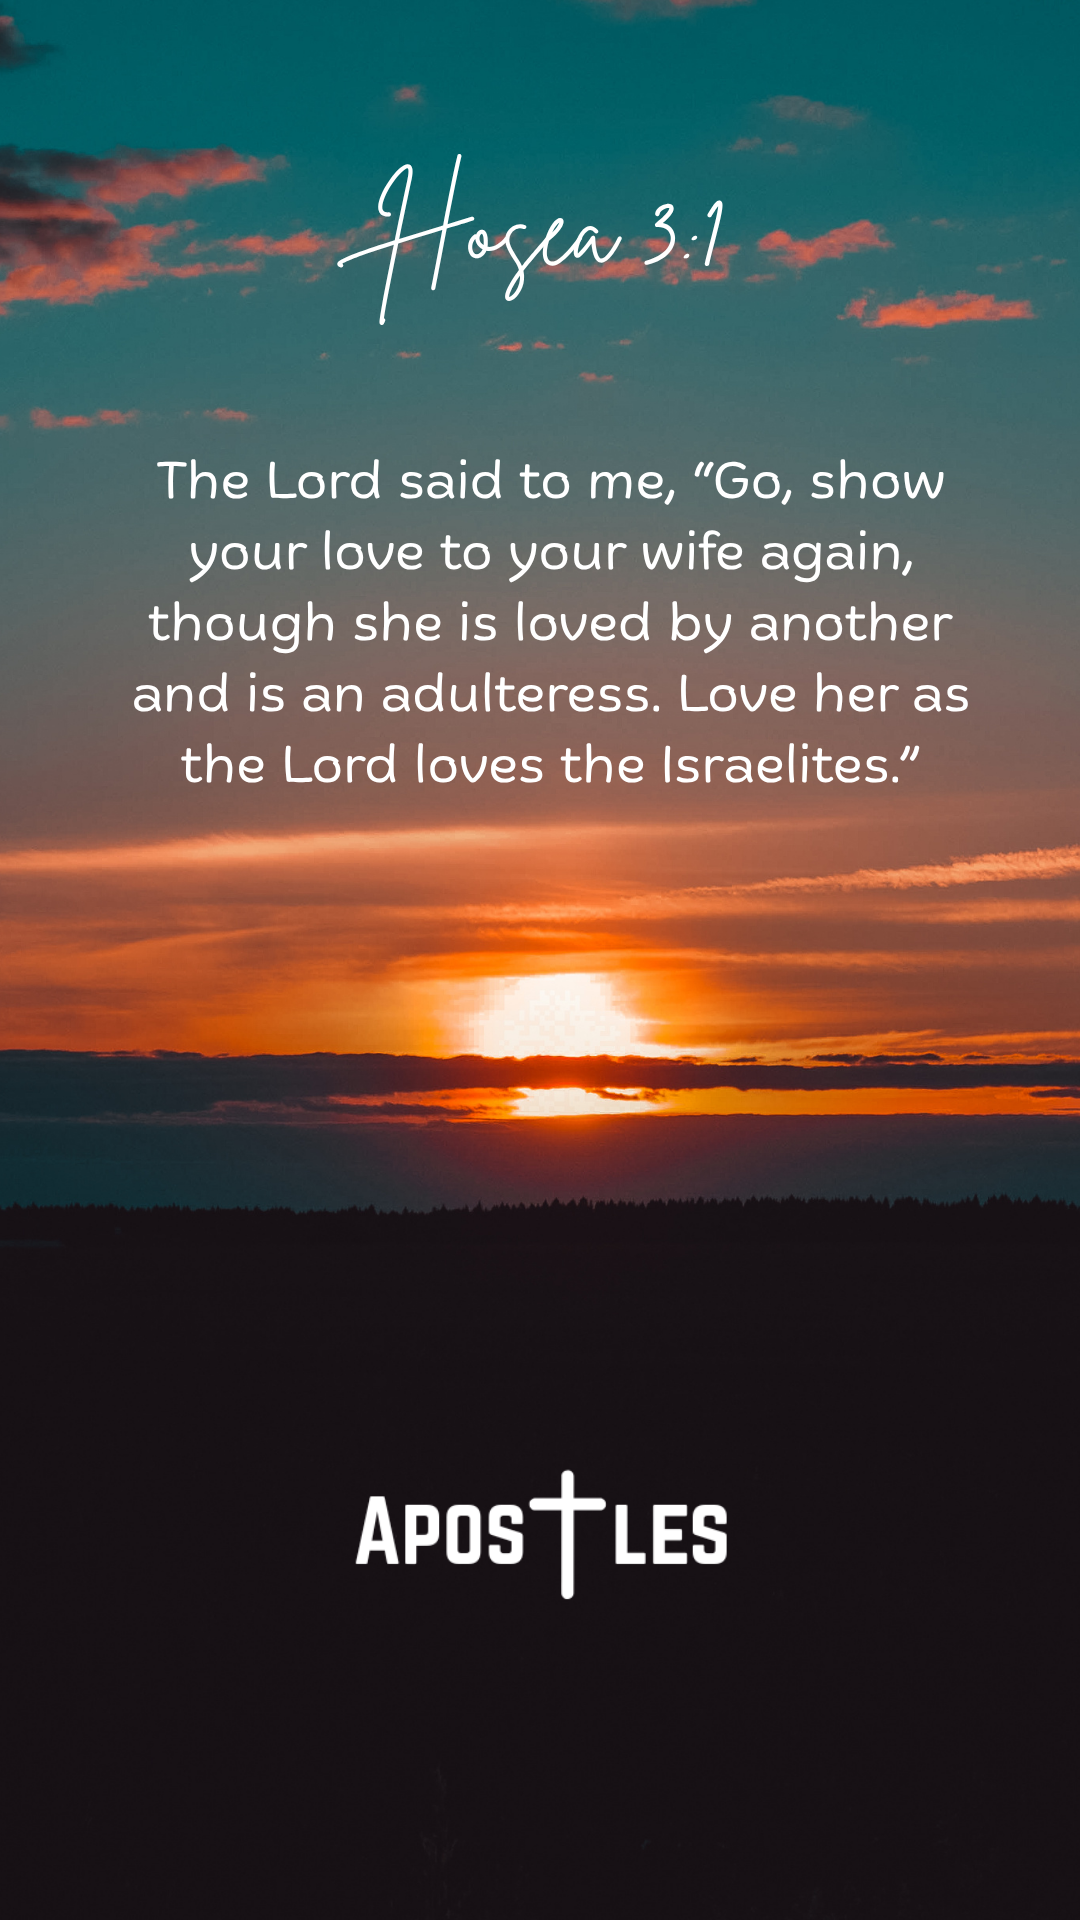 Hosea 3:1
The Lord said to me, “Go, show
your love to your wife again,
though she is loved by another
and is an adulteress. Love her as
the Lord loves the Israelites.”
APOSTLES